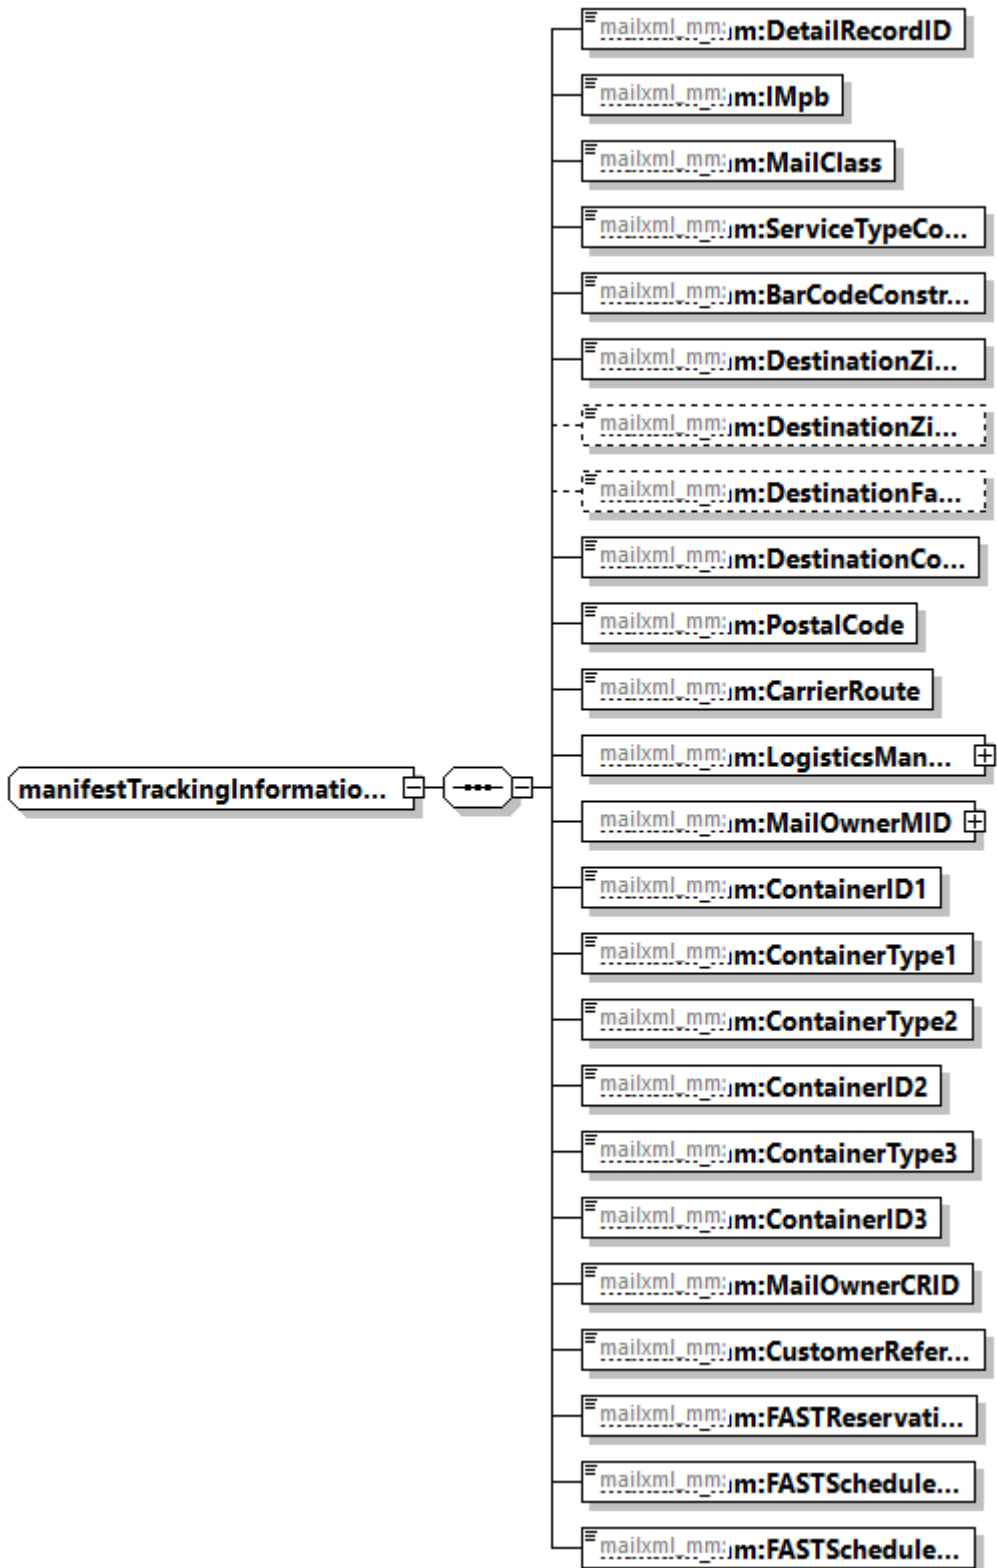 mailxml_mm: m:DetailRecordID
mailxml_mm: m:IMpb
mailxml_mm: m:MailClass
mailxml_mm: m:ServiceTypeCo...
mailxml_mm: m:BarCodeConstr...
mailxml_mm: m:DestinationZi...
mailxml_mm: m:DestinationZi...
mailxml_mm: m:DestinationFa...
mailxml_mm: m:DestinationCo...
mailxml_mm: m:PostalCode
mailxml_mm: m:CarrierRoute
mailxml_mm: m:LogisticsMan...
manifestTrackingInformatio...
mailxml_mm: m:MailOwnerMID
mailxml_mm: m:ContainerID1
mailxml_mm: m:ContainerType1
mailxml_mm: m:ContainerType2
mailxml_mm: m:ContainerID2
mailxml_mm: m:ContainerType3
mailxml_mm: m:ContainerID3
mailxml_mm: m:MailOwnerCRID
mailxml_mm: m:CustomerRefer...
mailxml_mm: m:FASTReservati...
mailxml_mm: m:FASTSchedule...
mailxml_mm: m:FASTSchedule...